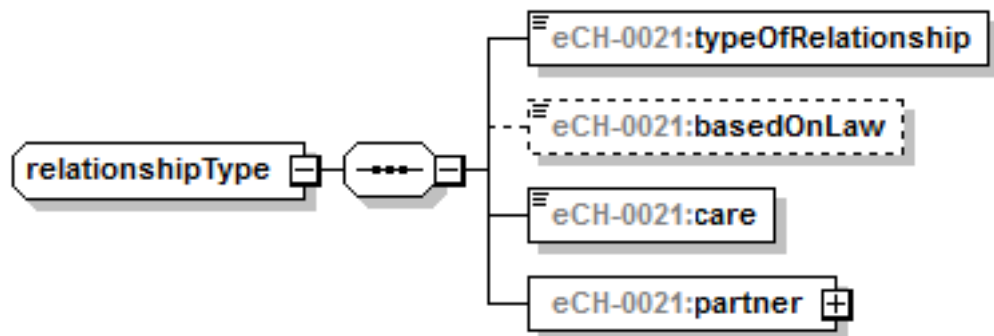 eCH-0021:typeOfRelationship
eCH-0021:basedOnLaw
relationshipType
eCH-0021:care
eCH-0021:partner